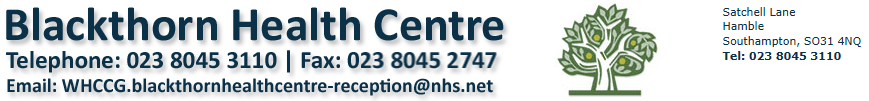 Blackthorn Health Centre
Telephone: 023 8045 3110 | Fax: 023 8045 2747
Email: WHCCG.blackthornhealthcentre-reception@nhs.net
Satchell Lane
Hamble
Southampton, SO31 4NQ
Tel: 023 8045 3110